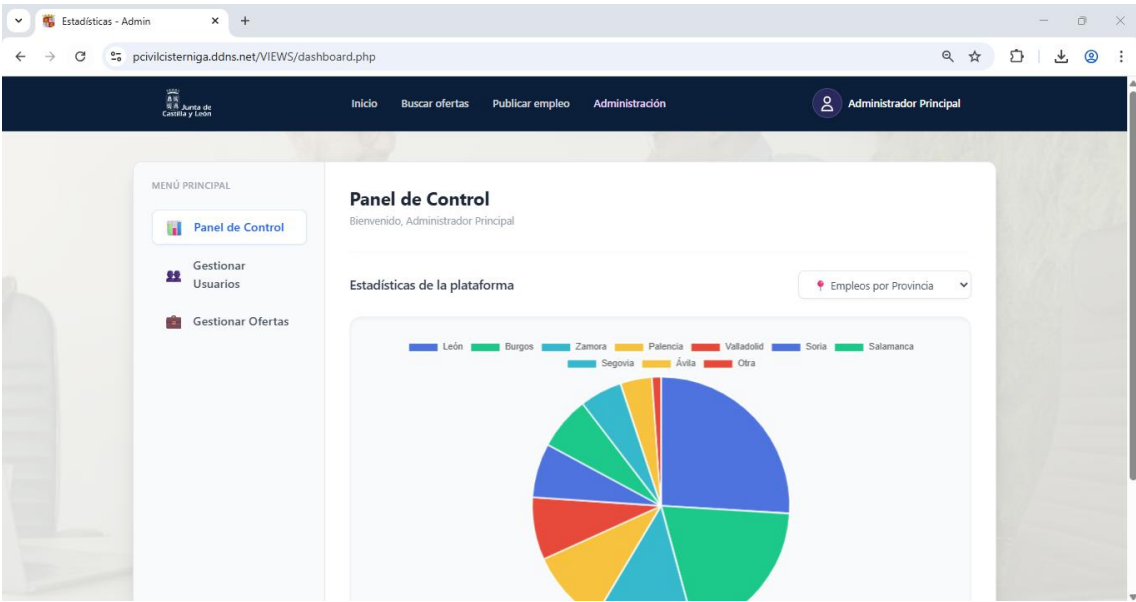 Estadísticas - Admin
pcivilcisterniga.ddns.net/VIEWS/dashboard.php
Junta de
Castilla y León
Inicio Buscar ofertas Publicar empleo Administración Administrador Principal
MENÚ PRINCIPAL
Panel de Control
Gestionar
Usuarios
Gestionar Ofertas
Panel de Control
Bienvenido, Administrador Principal
Estadísticas de la plataforma
Empleos por Provincia
León Burgos Zamora Palencia Valladolid Soria Salamanca
Segovia Ávila Otra